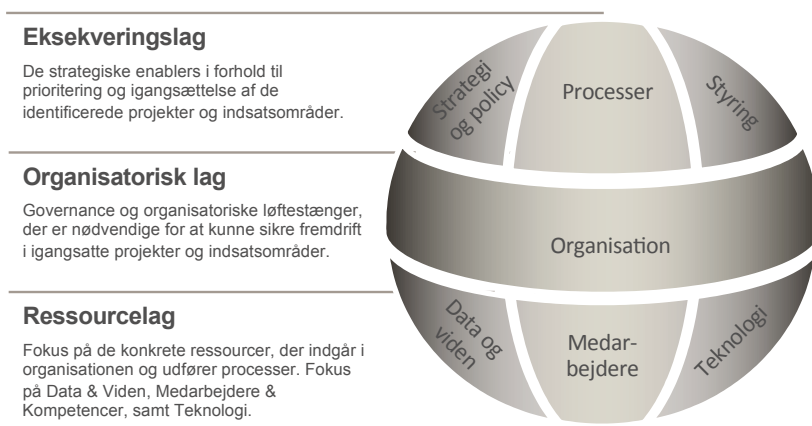 Eksekveringslag
De strategiske enablers i forhold til
prioritering og igangsættelse af de
identificerede projekter og indsatsområder.
Organisatorisk lag
Governance og organisatoriske løftestænger,
der er nødvendige for at kunne sikre fremdrift
i igangsatte projekter og indsatsområder.
Ressourcelag
Fokus på de konkrete ressourcer, der indgår i
organisationen og udfører processer. Fokus
på Data & Viden, Medarbejdere &
Kompetencer, samt Teknologi.
Strategi
og policy
Processer
Styring
Organisation
Data og
viden
Medar-
bejdere
Teknologi